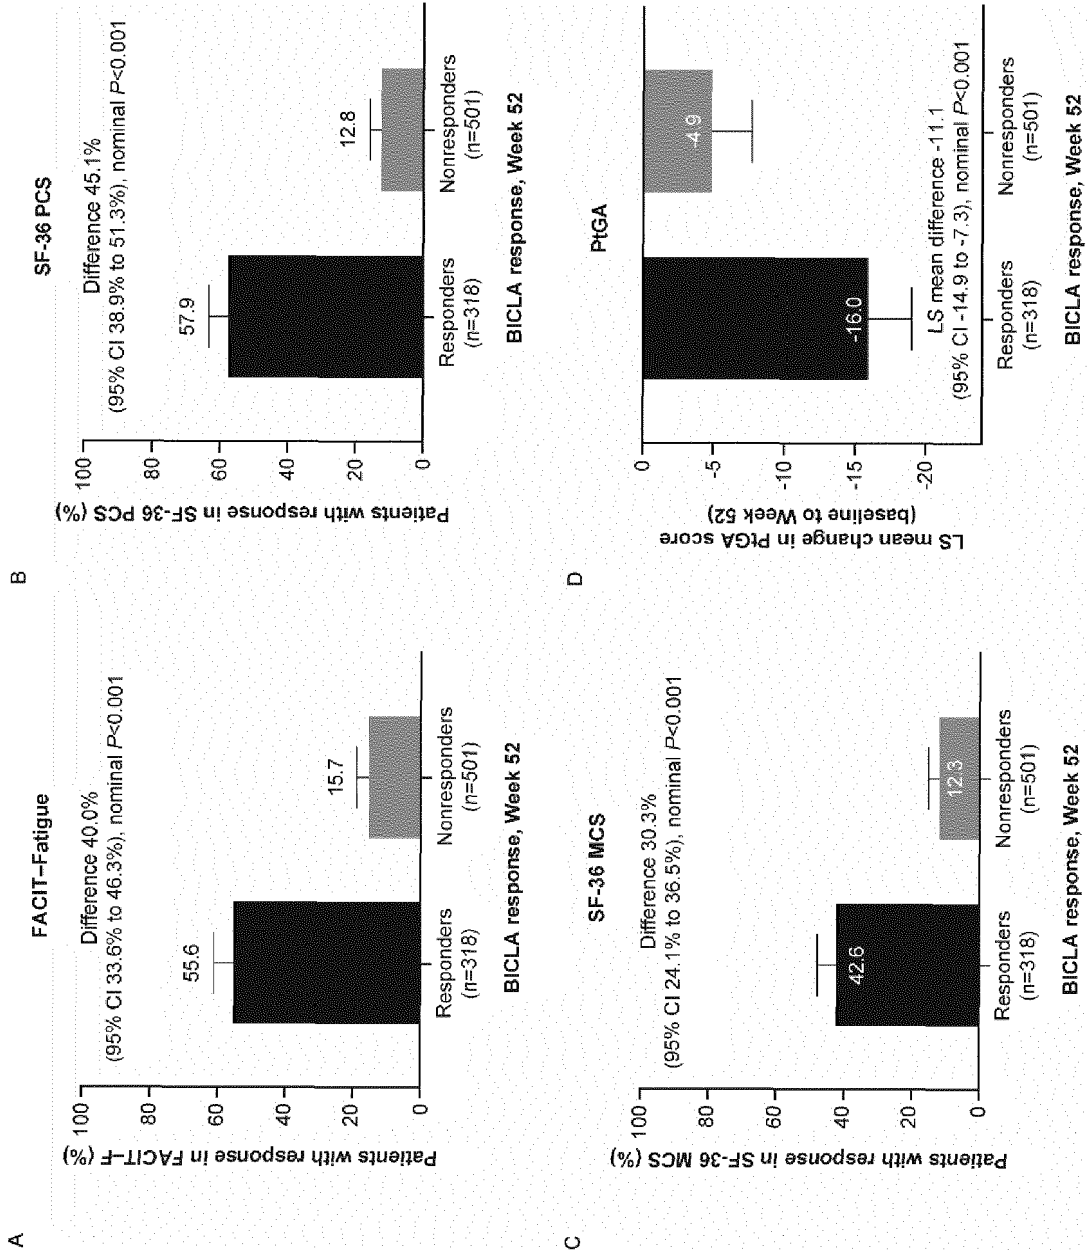 A
FACIT–Fatigue
Difference 40.0%
(95% CI 33.6% to 46.3%), nominal P<0.001
Patients with response in FACIT–F (%)
100
80
60
40
20
0
55.6
15.7
Responders
(n=318)
Nonresponders
(n=501)
BICLA response, Week 52
B
SF-36 PCS
Difference 45.1%
(95% CI 38.9% to 51.3%), nominal P<0.001
Patients with response in SF-36 PCS (%)
100
80
60
40
20
0
57.9
12.8
Responders
(n=318)
Nonresponders
(n=501)
BICLA response, Week 52
C
SF-36 MCS
Difference 30.3%
(95% CI 24.1% to 36.5%), nominal P<0.001
Patients with response in SF-36 MCS (%)
100
80
60
40
20
0
42.6
12.3
Responders
(n=318)
Nonresponders
(n=501)
BICLA response, Week 52
D
PtGA
LS mean change in PtGA score
(baseline to Week 52)
0
-5
-10
-15
-20
-16.0
-4.9
LS mean difference -11.1
(95% CI -14.9 to -7.3), nominal P<0.001
Responders
(n=318)
Nonresponders
(n=501)
BICLA response, Week 52